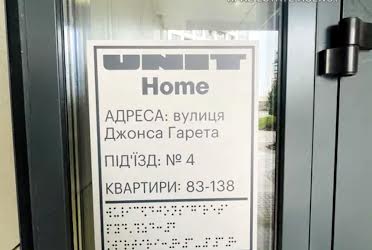 UNIT
Home
АДРЕСА: вулиця
Джонса Гарета
ПІД'ЇЗД: № 4
КВАРТИРИ: 83-138